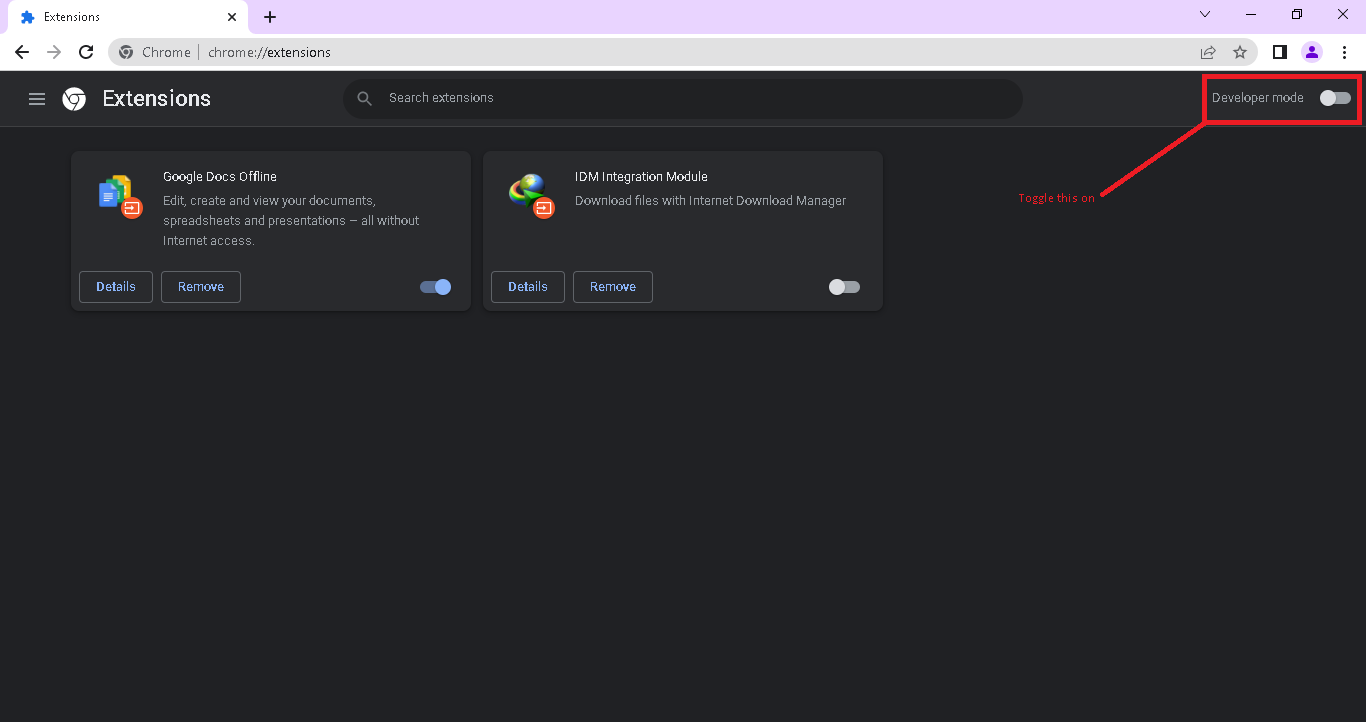 Extensions
Chrome
chrome://extensions
Extensions
Search extensions
Developer mode
Toggle this on
Google Docs Offline
Edit, create and view your documents,
spreadsheets and presentations — all without
Internet access.
Details
Remove
IDM Integration Module
Download files with Internet Download Manager
Details
Remove